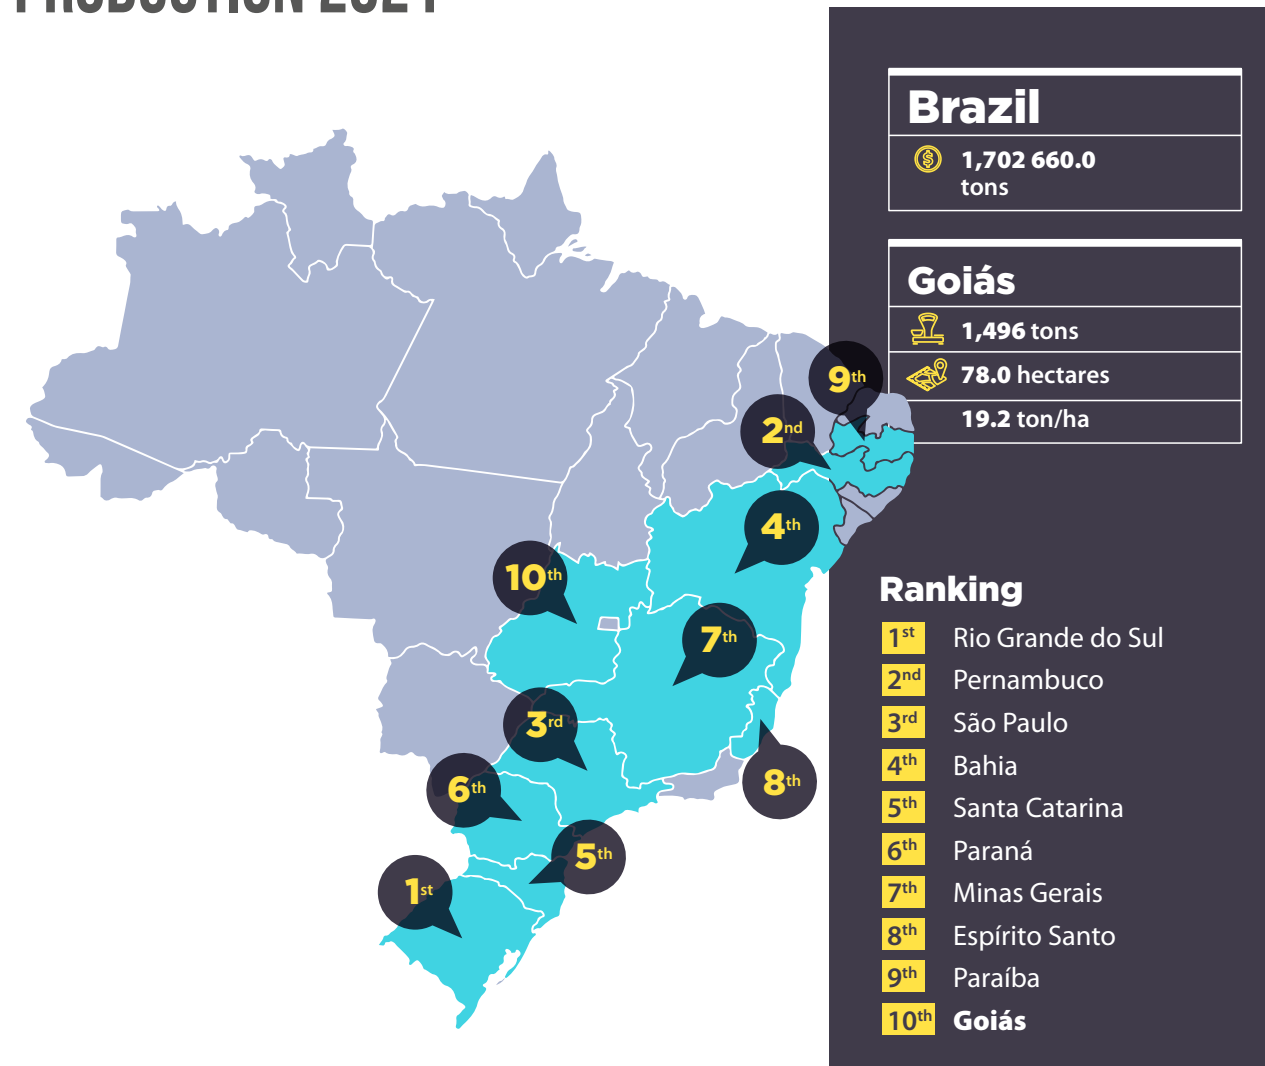 PRODUCTION
9th
2nd
4th
10th
7th
3rd
8th
6th
5th
1st
Brazil
1,702 660.0
tons
Goiás
1,496 tons
78.0 hectares
19.2 ton/ha
Ranking
1st Rio Grande do Sul
2nd Pernambuco
3rd São Paulo
4th Bahia
5th Santa Catarina
6th Paraná
7th Minas Gerais
8th Espírito Santo
9th Paraíba
10th Goiás